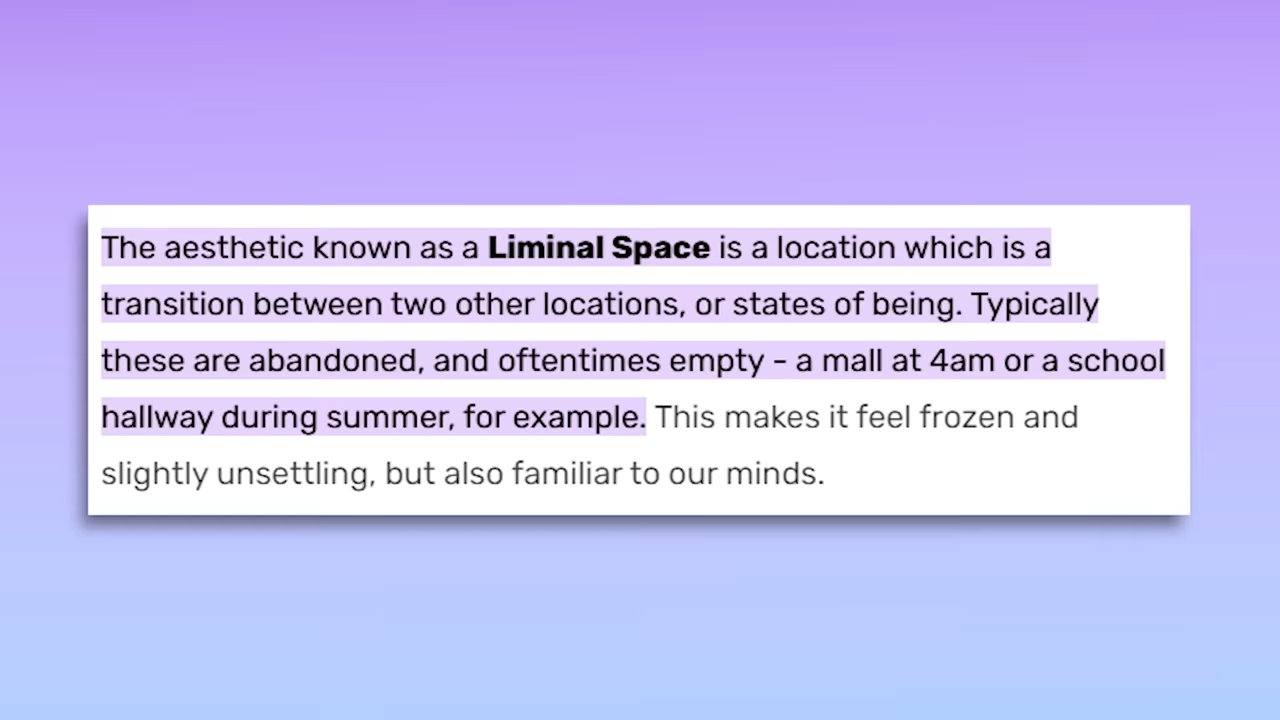 The aesthetic known as a Liminal Space is a location which is a
transition between two other locations, or states of being. Typically
these are abandoned, and oftentimes empty - a mall at 4am or a school
hallway during summer, for example. This makes it feel frozen and
slightly unsettling, but also familiar to our minds.